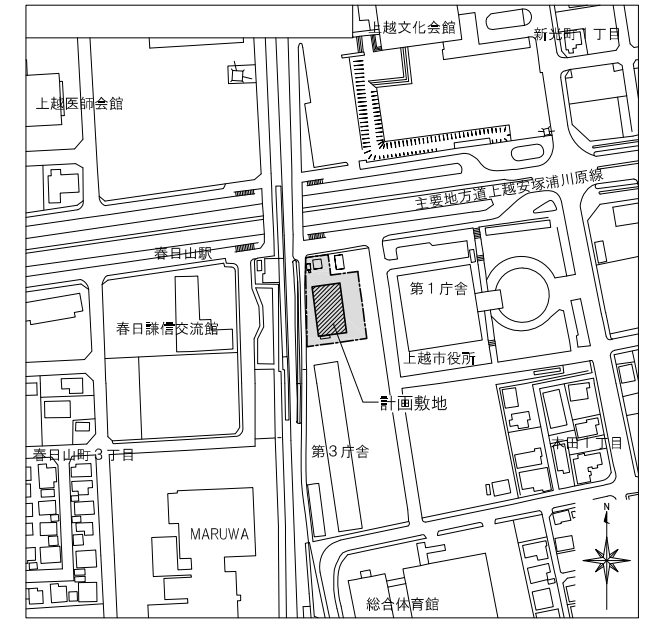 上越文化会館
新光町１丁目
上越医師会館
主要地方道上越安塚浦川原線
春日山駅
第１庁舎
春日謙信交流館
上越市役所
計画敷地
春日山町３丁目
第３庁舎
木田１丁目
MARUWA
N
総合体育館